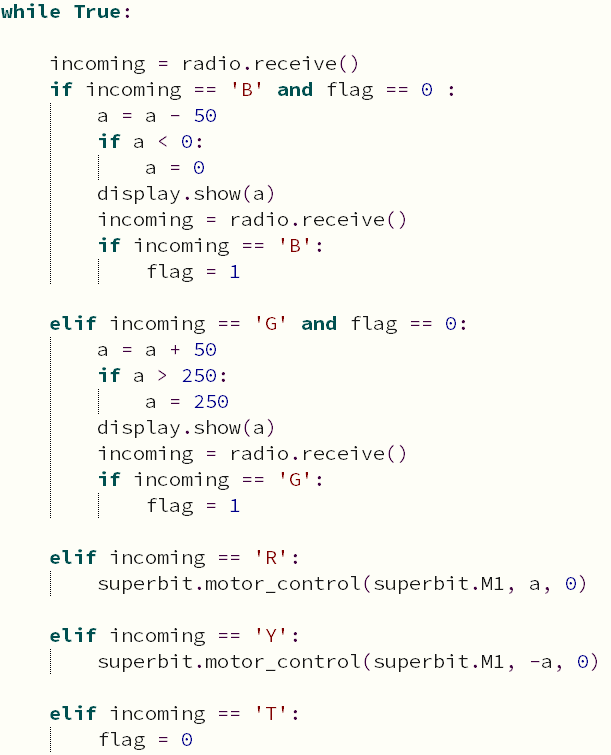 while True:
    incoming = radio.receive()
    if incoming == 'B' and flag == 0 :
        a = a - 50
        if a < 0:
            a = 0
        display.show(a)
        incoming = radio.receive()
        if incoming == 'B':
            flag = 1
    elif incoming == 'G' and flag == 0:
        a = a + 50
        if a > 250:
            a = 250
        display.show(a)
        incoming = radio.receive()
        if incoming == 'G':
            flag = 1
    elif incoming == 'R':
        superbit.motor_control(superbit.M1, a, 0)
    elif incoming == 'Y':
        superbit.motor_control(superbit.M1, -a, 0)
    elif incoming == 'T':
        flag = 0